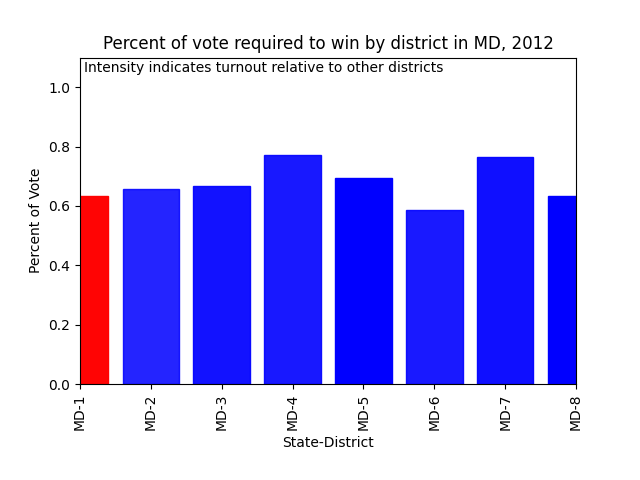 Percent of vote required to win by district in MD, 2012
Intensity indicates turnout relative to other districts
1.0
0.8
0.6
0.4
0.2
0.0
Percent of Vote
MD-1
MD-2
MD-3
MD-4
MD-5
MD-6
MD-7
MD-8
State-District